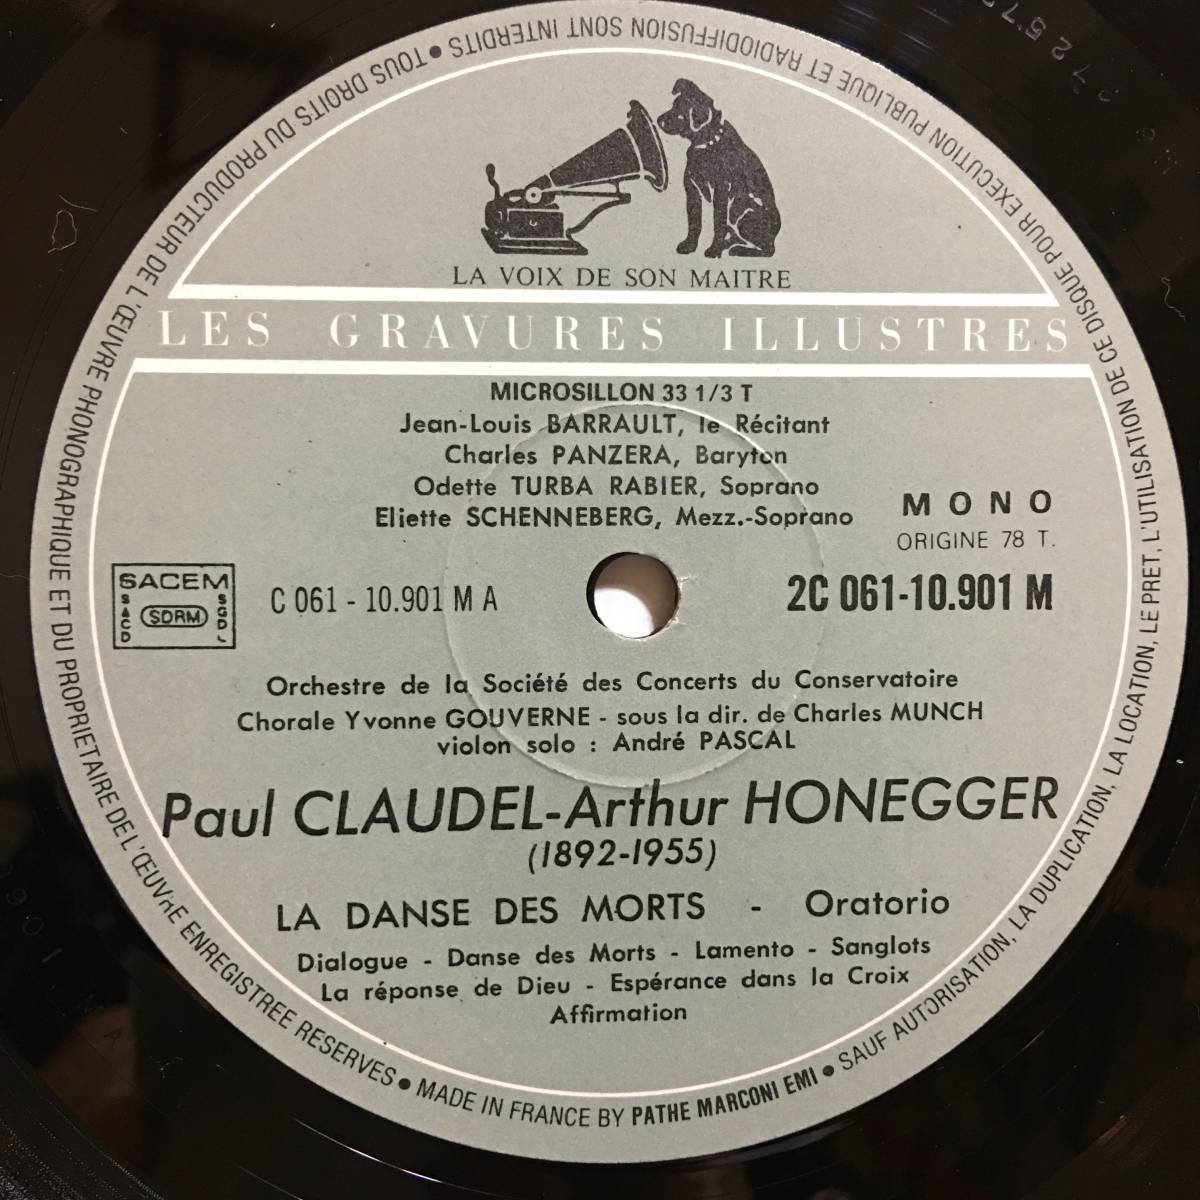 LA VOIX DE SON MAITRE
LES GRAVURES ILLUSTRES
MICROSILLON 33 1/3 T
Jean-Louis BARRAULT, le Récitant
Charles PANZERA, Baryton
Odette TURBA RABIER, Soprano
Eliette SCHENNEBERG, Mezz.-Soprano
MONO
ORIGINE 78 T.
SACEM
SACD
SDRM
SGDL
C 061 - 10.901 M A
2C 061-10.901 M
Orchestre de la Société des Concerts du Conservatoire
Chorale Yvonne GOUVERNE - sous la dir. de Charles MUNCH
violon solo : André PASCAL
Paul CLAUDEL-Arthur HONEGGER
(1892-1955)
LA DANSE DES MORTS - Oratorio
Dialogue - Danse des Morts - Lamento - Sanglots
La réponse de Dieu - Espérance dans la Croix
Affirmation
TOUS DROITS DU PRODUCTEUR DE L'ŒUVRE PHONOGRAPHIQUE ET DU PROPRIETAIRE DE L'ŒUVRE ENREGISTREE RESERVES • MADE IN FRANCE BY PATHE MARCONI EMI • SAUF AUTORISATION, LA DUPLICATION, LA LOCATION, LE PRET, L'UTILISATION DE CE DISQUE POUR EXECUTION PUBLIQUE ET RADIODIFFUSION SONT INTERDITS •